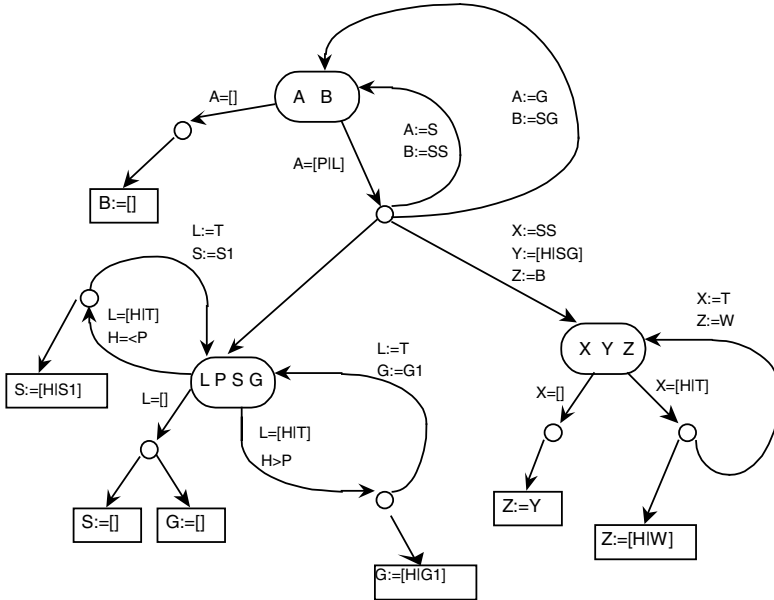 A B
A=[]
A:=G
B:=SG
A:=S
B:=SS
A=[P|L]
B:=[]
L:=T
S:=S1
X:=SS
Y:=[H|SG]
Z:=B
X:=T
Z:=W
L=[H|T]
H=<P
X Y Z
L:=T
G:=G1
L P S G
S:=[H|S1]
X=[]
X=[H|T]
L=[]
L=[H|T]
H>P
Z:=Y
S:=[]
G:=[]
Z:=[H|W]
G:=[H|G1]